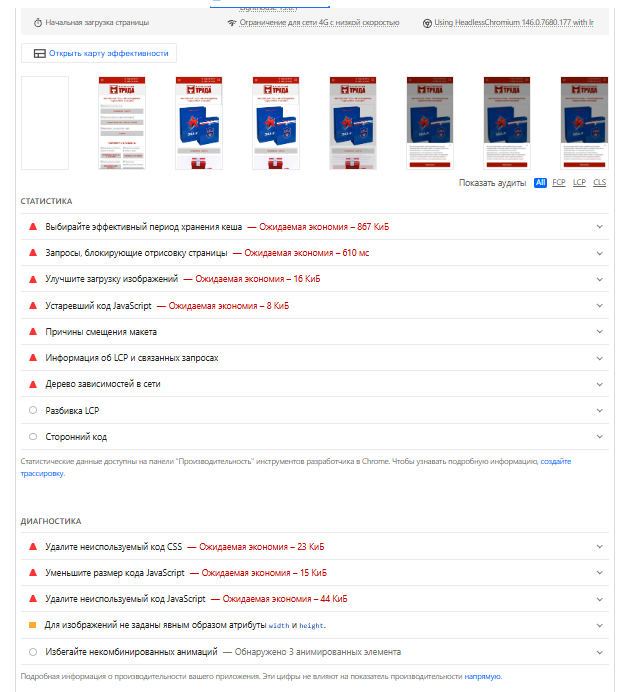 Начальная загрузка страницы
Ограничение для сети 4G с низкой скоростью
Using HeadlessChromium 146.0.7680.177 with lr
Открыть карту эффективности
ТРУДА
ТРУДА
ТРУДА
ТРУДА
ТРУДА
ТРУДА
ТРУДА
Показать аудиты All FCP LCP CLS
СТАТИСТИКА
Выбирайте эффективный период хранения кеша — Ожидаемая экономия – 867 КиБ
Запросы, блокирующие отрисовку страницы — Ожидаемая экономия – 610 мс
Улучшите загрузку изображений — Ожидаемая экономия – 16 КиБ
Устаревший код JavaScript — Ожидаемая экономия – 8 КиБ
Причины смещения макета
Информация об LCP и связанных запросах
Дерево зависимостей в сети
Разбивка LCP
Сторонний код
Статистические данные доступны на панели "Производительность" инструментов разработчика в Chrome. Чтобы узнавать подробную информацию, создайте
трассировку.
ДИАГНОСТИКА
Удалите неиспользуемый код CSS — Ожидаемая экономия – 23 КиБ
Уменьшите размер кода JavaScript — Ожидаемая экономия – 15 КиБ
Удалите неиспользуемый код JavaScript — Ожидаемая экономия – 44 КиБ
Для изображений не заданы явным образом атрибуты width и height.
Избегайте некомбинированных анимаций — Обнаружено 3 анимированных элемента
Подробная информация о производительности вашего приложения. Эти цифры не влияют на показатель производительности напрямую.